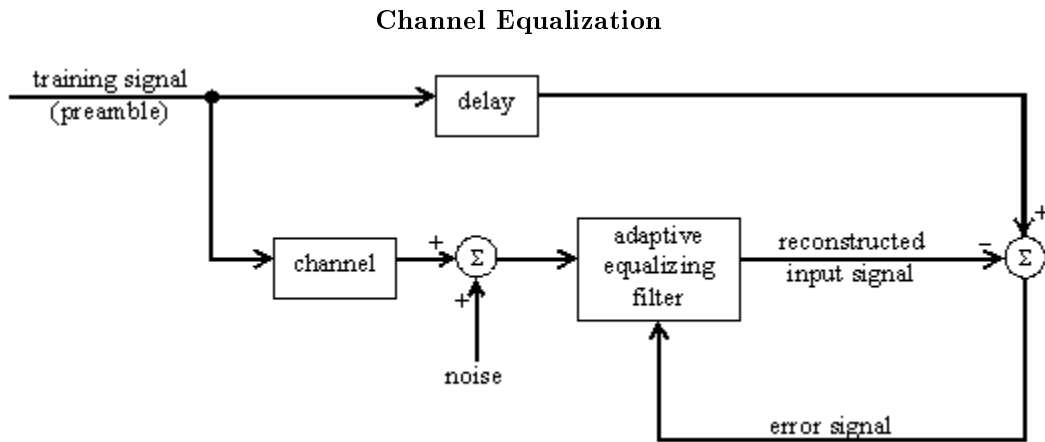 Channel Equalization
training signal
(preamble)
delay
+
channel
+
Σ
+
noise
adaptive
equalizing
filter
reconstructed
input signal
−
Σ
error signal